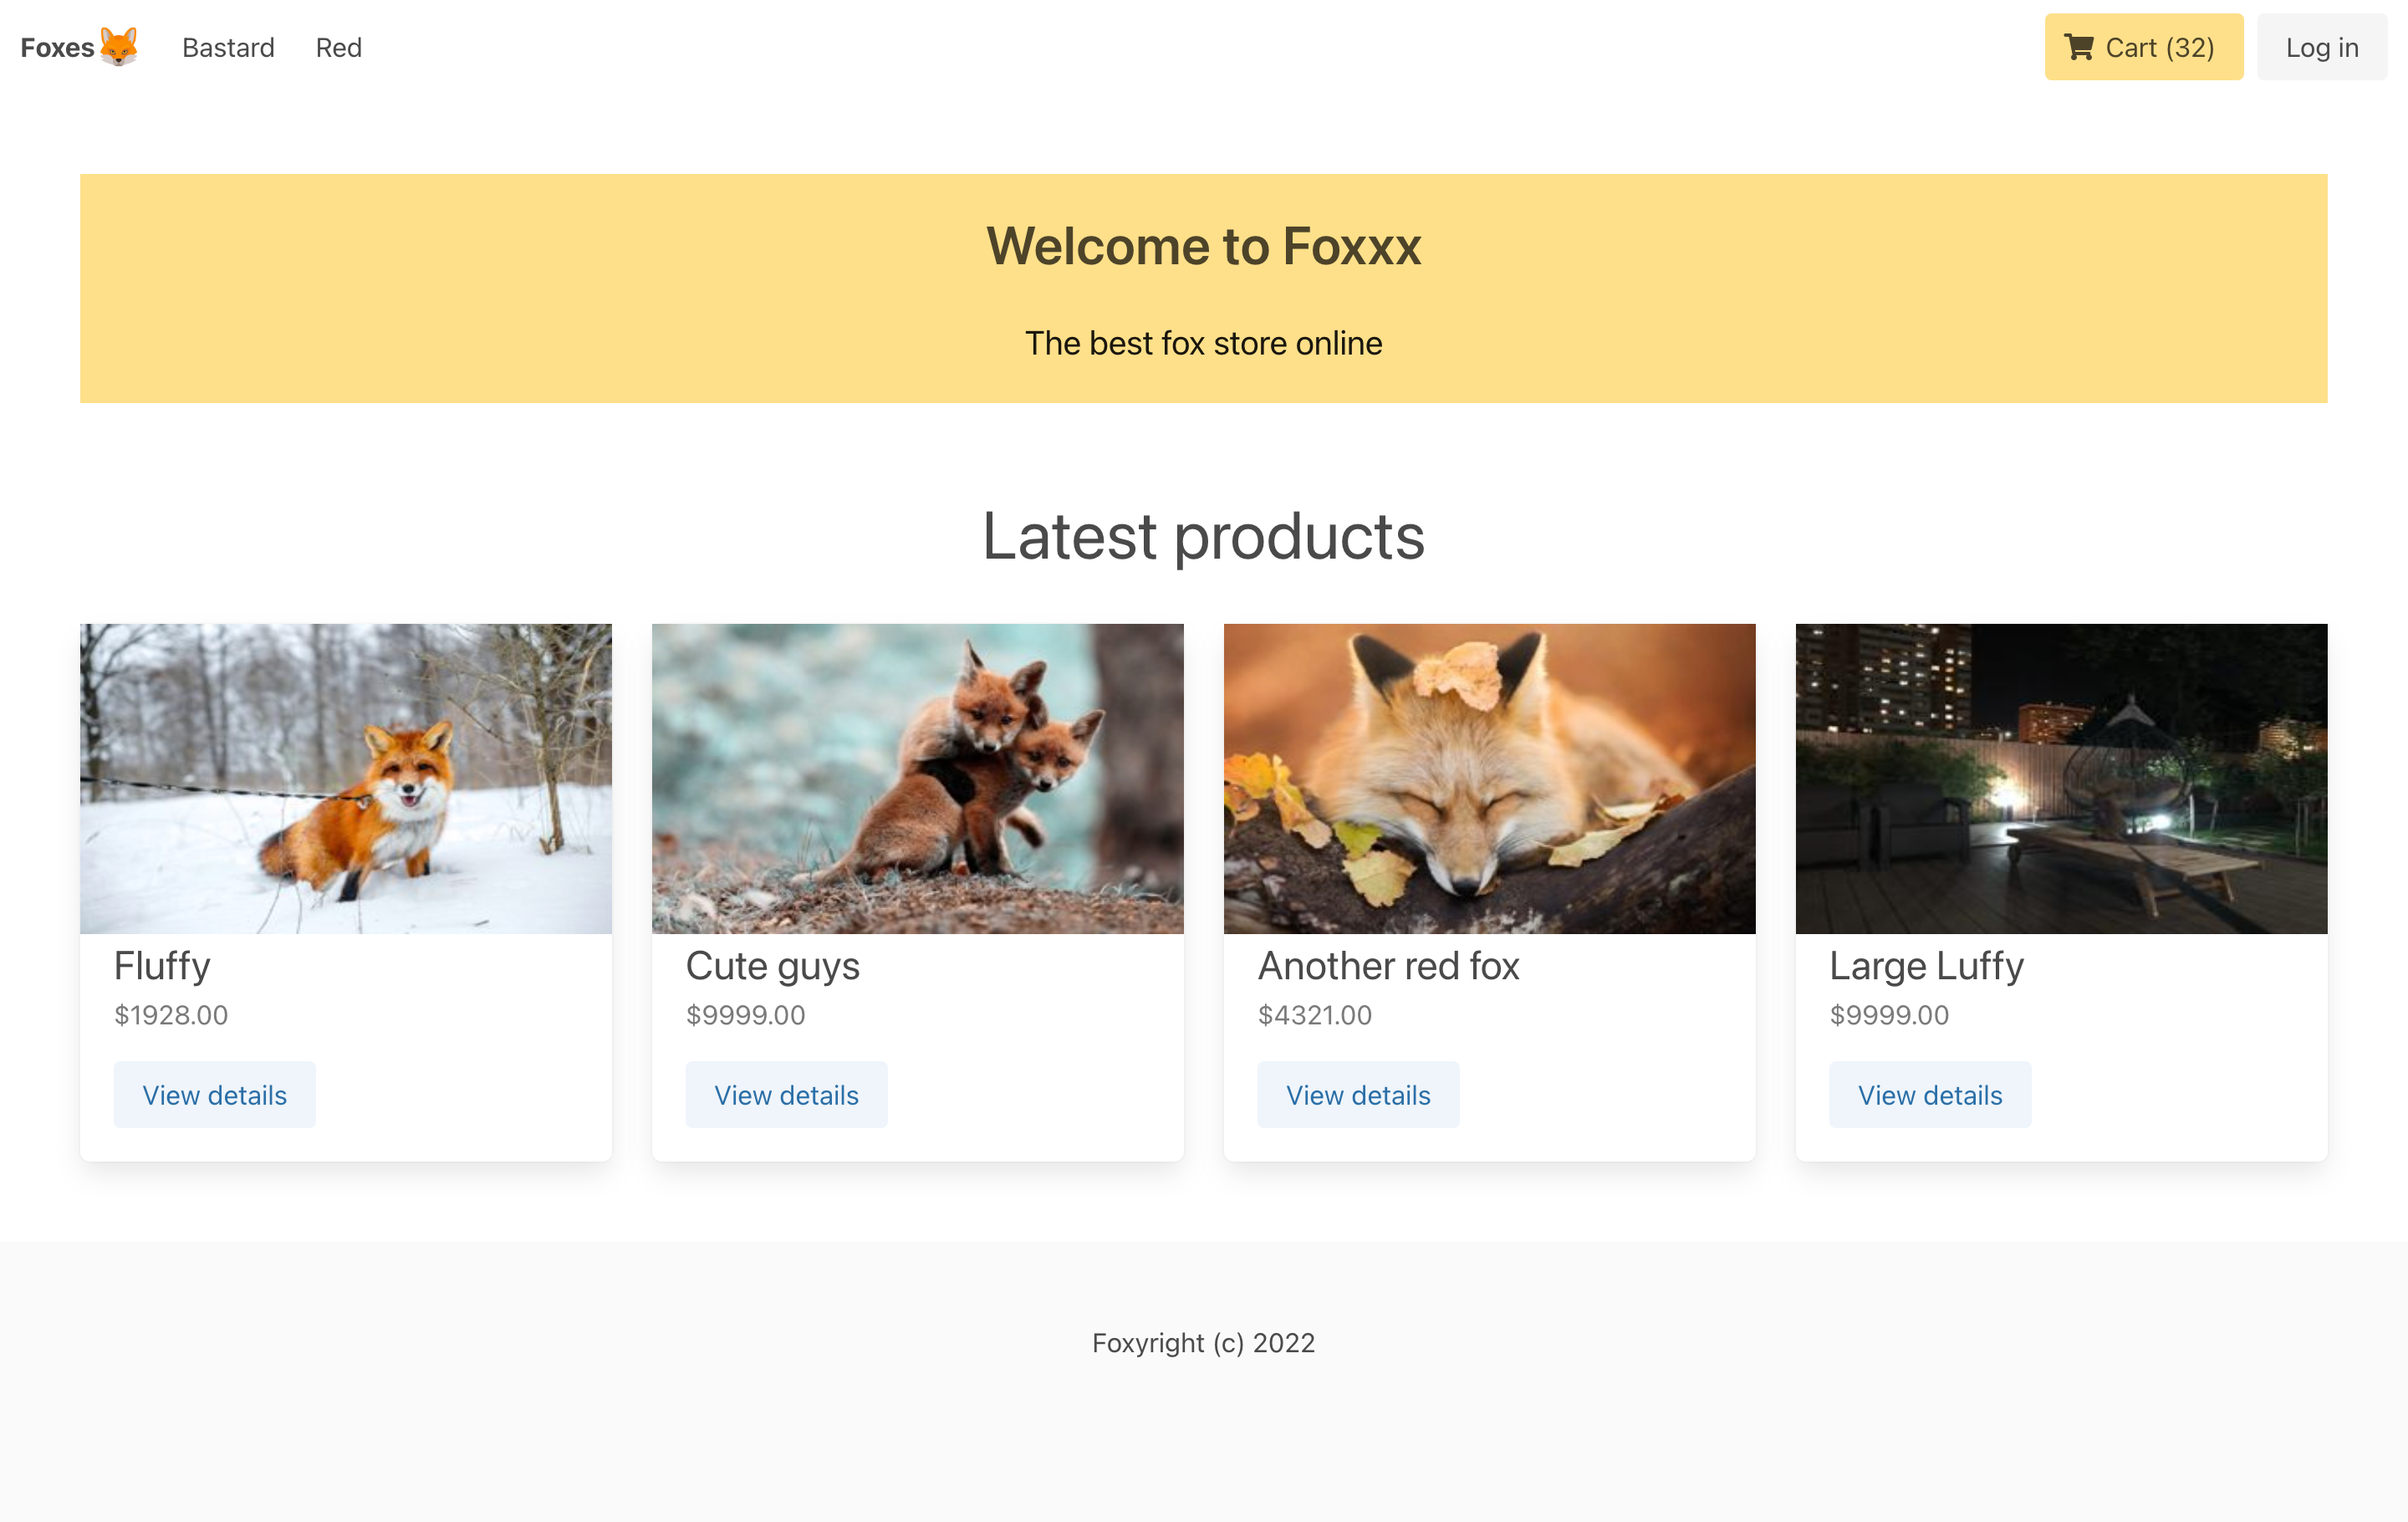 Foxes🦊 Bastard Red Cart (32) Log in
Welcome to Foxxx
The best fox store online
Latest products
Fluffy
$1928.00
View details
Cute guys
$9999.00
View details
Another red fox
$4321.00
View details
Large Luffy
$9999.00
View details
Foxyright (c) 2022